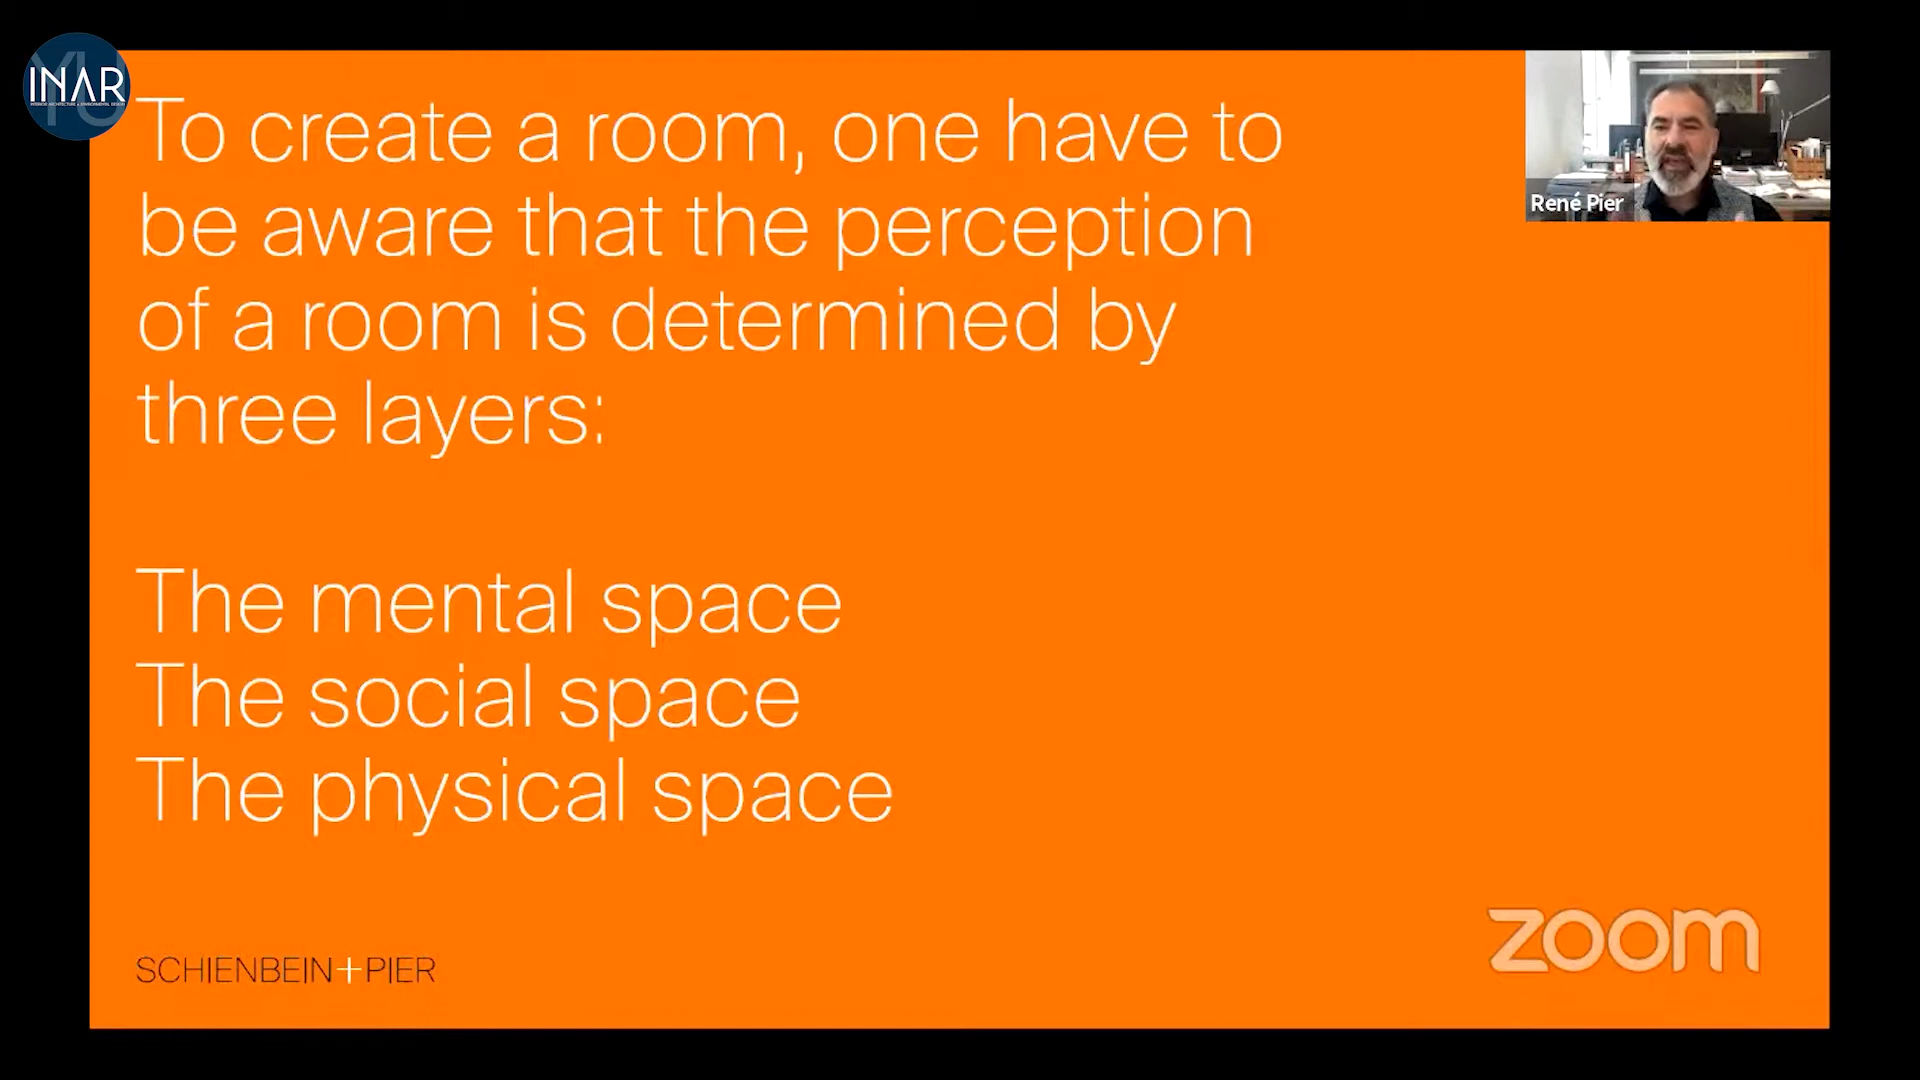 INAR
To create a room, one have to
be aware that the perception
of a room is determined by
three layers:
The mental space
The social space
The physical space
SCHIENBEIN+PIER
zoom
René Pier